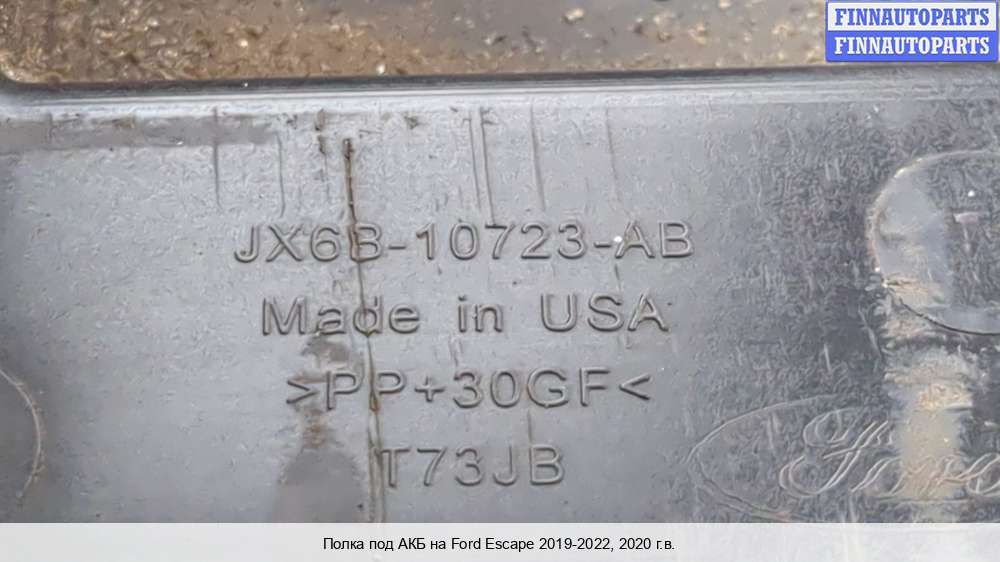 FINNAUTOPARTS
FINNAUTOPARTS
JX6B-10723-AB
Made in USA
>PP+30GF<
T73JB
Ford
Полка под АКБ на Ford Escape 2019-2022, 2020 г.в.